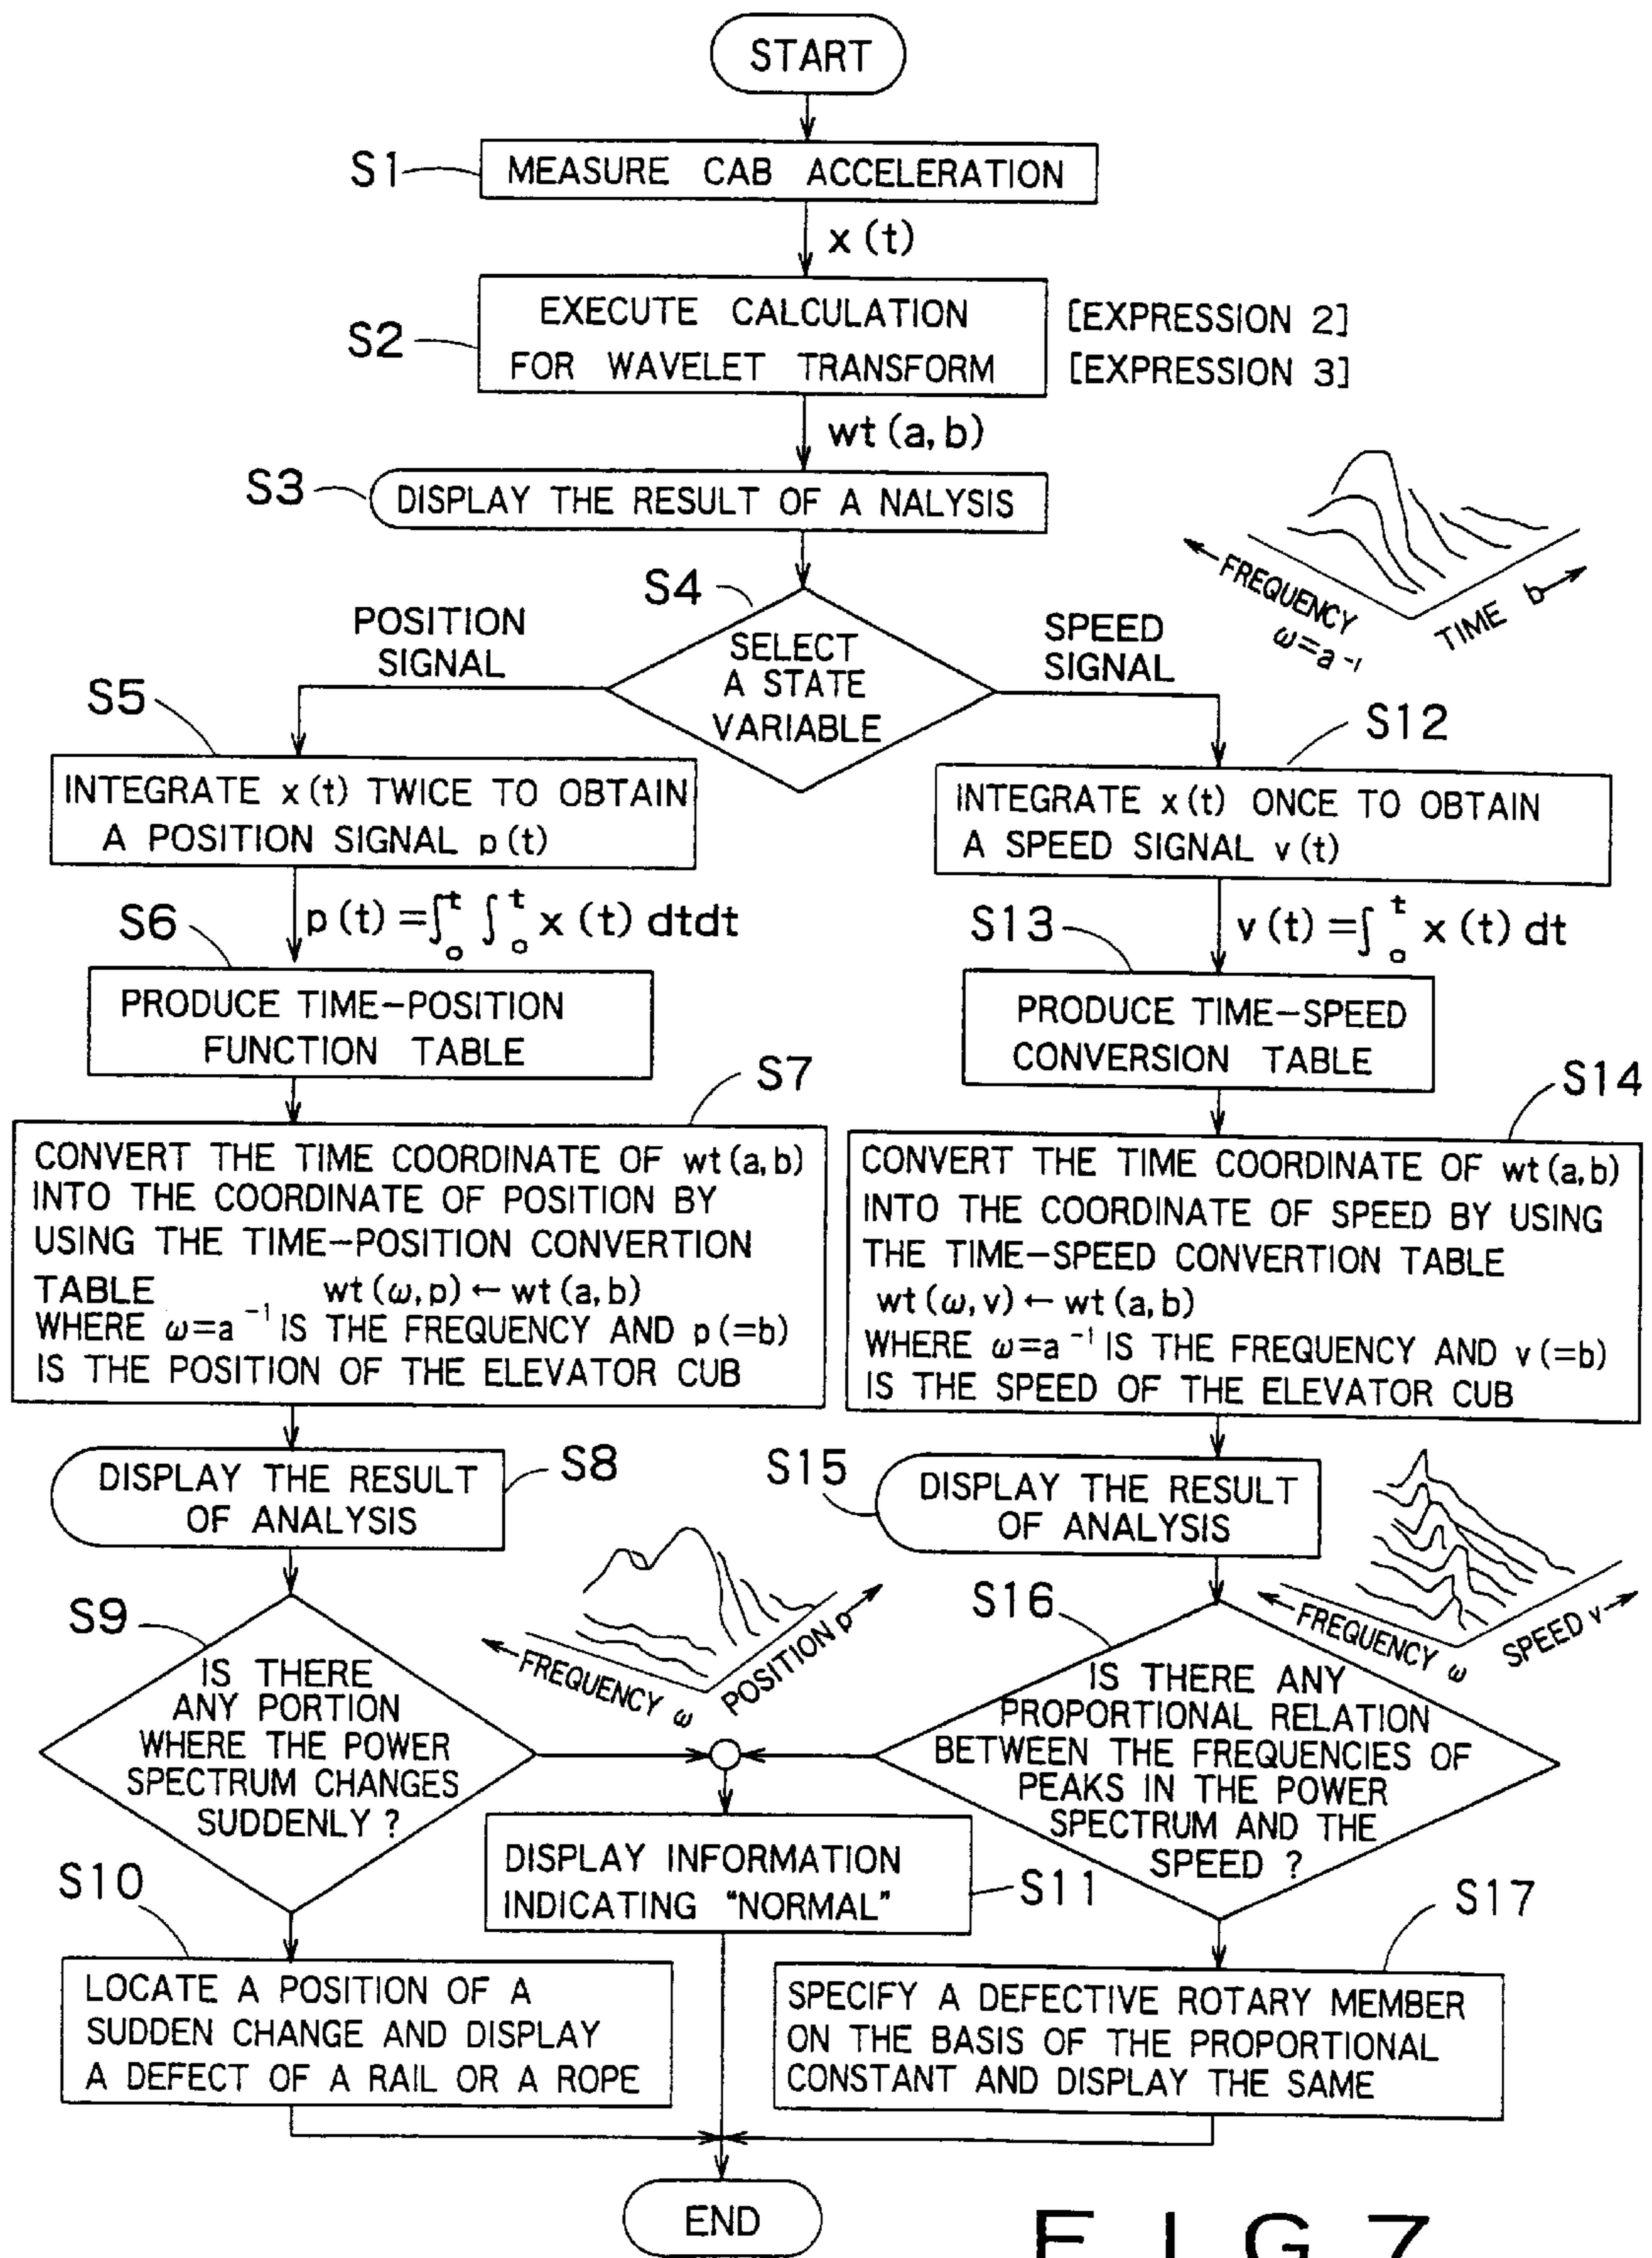 START
S1
MEASURE CAB ACCELERATION
x (t)
S2
EXECUTE CALCULATION
FOR WAVELET TRANSFORM
[EXPRESSION 2]
[EXPRESSION 3]
wt (a, b)
S3
DISPLAY THE RESULT OF A NALYSIS
FREQUENCY
ω=a⁻¹
TIME b
S4
SELECT
A STATE
VARIABLE
POSITION
SIGNAL
SPEED
SIGNAL
S5
INTEGRATE x (t) TWICE TO OBTAIN
A POSITION SIGNAL p (t)
S12
INTEGRATE x (t) ONCE TO OBTAIN
A SPEED SIGNAL v (t)
p (t) =∫₀ᵗ ∫₀ᵗ x (t) dtdt
v (t) =∫₀ᵗ x (t) dt
S6
PRODUCE TIME-POSITION
FUNCTION TABLE
S13
PRODUCE TIME-SPEED
CONVERSION TABLE
S7
CONVERT THE TIME COORDINATE OF wt (a, b)
INTO THE COORDINATE OF POSITION BY
USING THE TIME-POSITION CONVERTION
TABLE wt (ω, p) ← wt (a, b)
WHERE ω=a⁻¹ IS THE FREQUENCY AND p (=b)
IS THE POSITION OF THE ELEVATOR CUB
S14
CONVERT THE TIME COORDINATE OF wt (a, b)
INTO THE COORDINATE OF SPEED BY USING
THE TIME-SPEED CONVERTION TABLE
wt (ω, v) ← wt (a, b)
WHERE ω=a⁻¹ IS THE FREQUENCY AND v (=b)
IS THE SPEED OF THE ELEVATOR CUB
S8
DISPLAY THE RESULT
OF ANALYSIS
S15
DISPLAY THE RESULT
OF ANALYSIS
FREQUENCY ω
POSITION p
FREQUENCY ω
SPEED v
S9
IS THERE
ANY PORTION
WHERE THE POWER
SPECTRUM CHANGES
SUDDENLY ?
S16
IS THERE ANY
PROPORTIONAL RELATION
BETWEEN THE FREQUENCIES OF
PEAKS IN THE POWER
SPECTRUM AND THE
SPEED ?
DISPLAY INFORMATION
INDICATING “NORMAL”
S11
S10
LOCATE A POSITION OF A
SUDDEN CHANGE AND DISPLAY
A DEFECT OF A RAIL OR A ROPE
S17
SPECIFY A DEFECTIVE ROTARY MEMBER
ON THE BASIS OF THE PROPORTIONAL
CONSTANT AND DISPLAY THE SAME
END
FIG 7